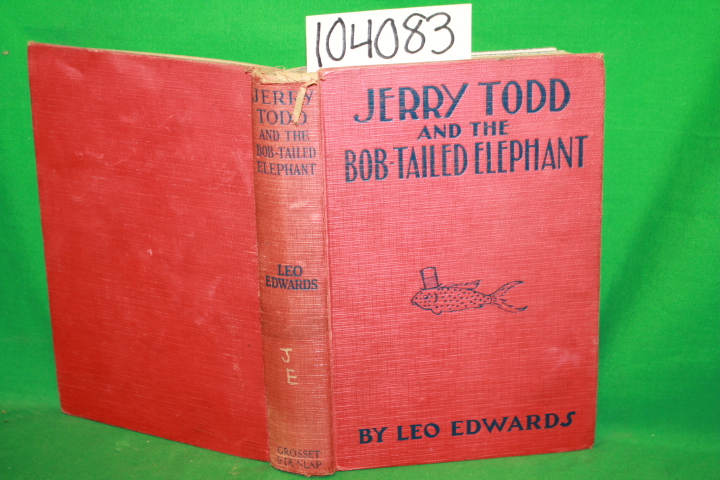 104083
JERRY
TODD
AND THE
BOB-TAILED
ELEPHANT
LEO
EDWARDS
J
E
GROSSET
& DUNLAP
JERRY TODD
AND THE
BOB-TAILED ELEPHANT
BY LEO EDWARDS